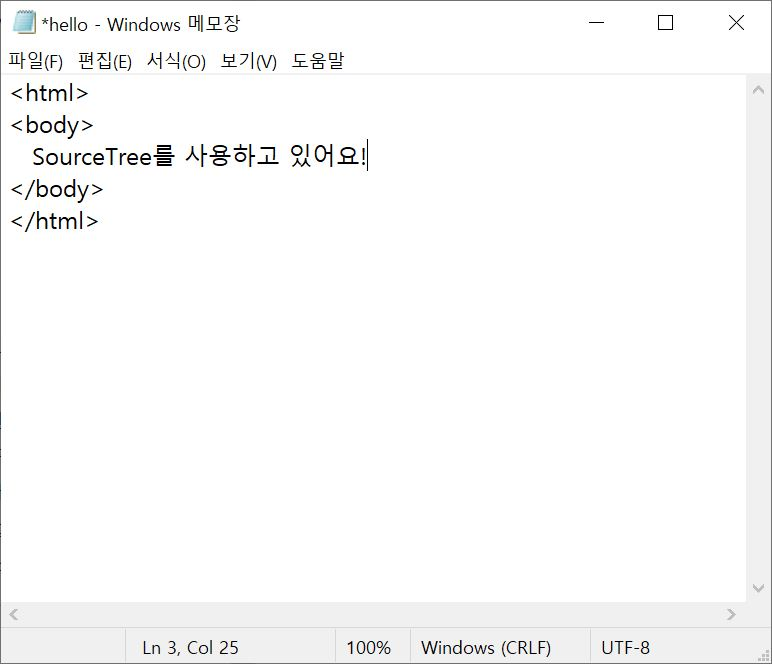 *hello - Windows 메모장
파일(F) 편집(E) 서식(O) 보기(V) 도움말
<html>
<body>
   SourceTree를 사용하고 있어요!
</body>
</html>
Ln 3, Col 25 100% Windows (CRLF) UTF-8